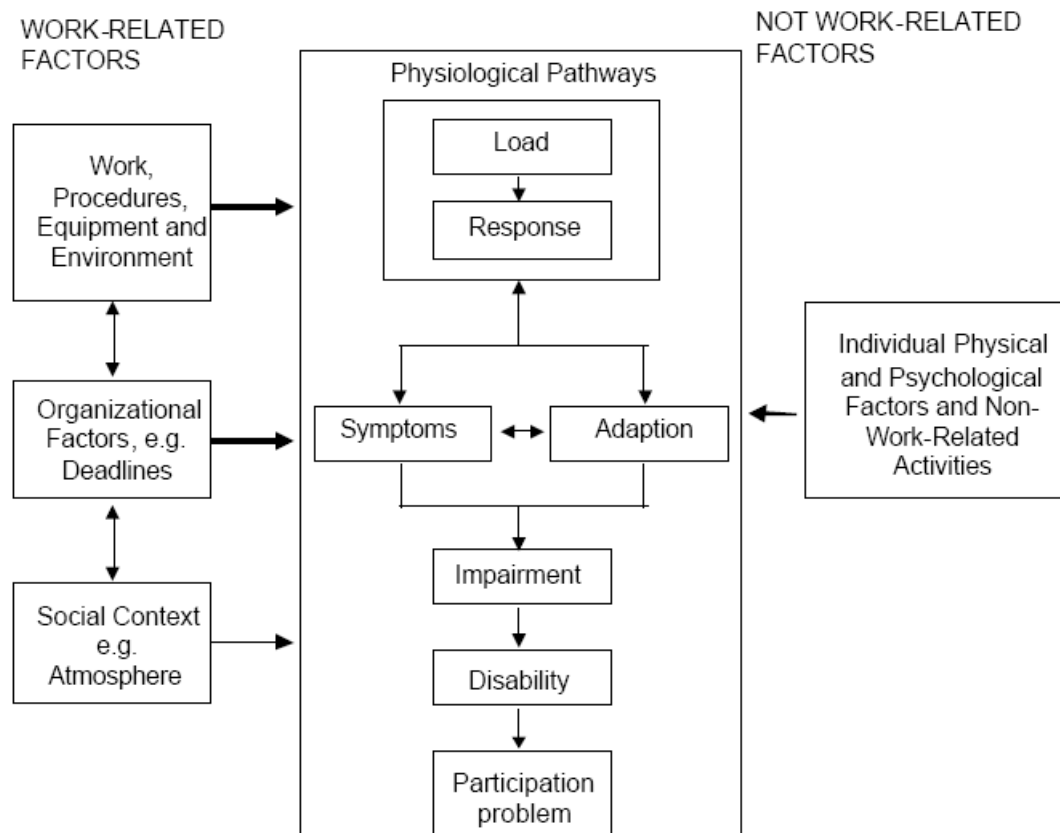 WORK-RELATED
FACTORS
NOT WORK-RELATED
FACTORS
Physiological Pathways
Load
Response
Work,
Procedures,
Equipment and
Environment
Organizational
Factors, e.g.
Deadlines
Social Context
e.g.
Atmosphere
Symptoms
Adaption
Impairment
Disability
Participation
problem
Individual Physical
and Psychological
Factors and Non-
Work-Related
Activities